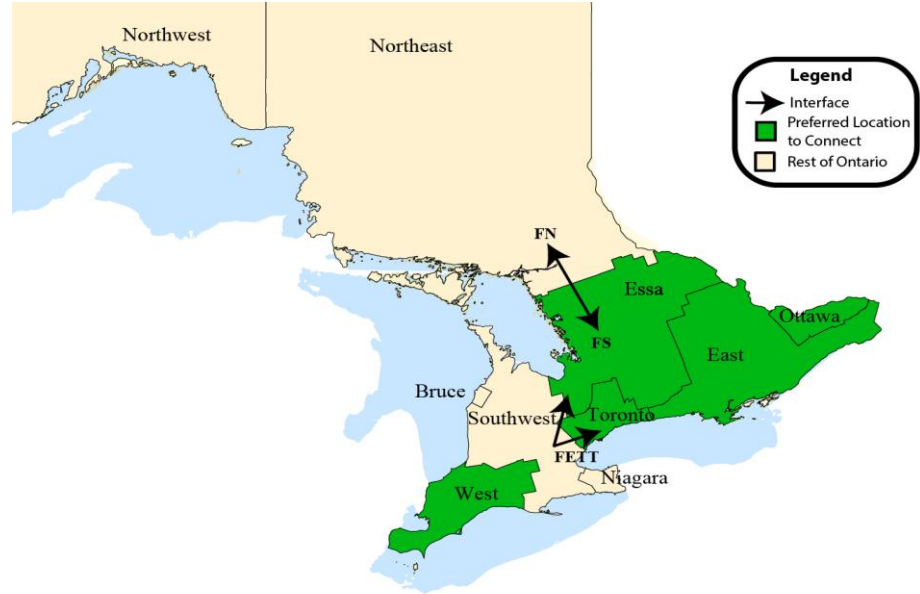 Northwest
Northeast
Legend
Interface
Preferred Location
to Connect
Rest of Ontario
FN
Essa
Ottawa
FS
East
Bruce
Southwest
Toronto
FETT
Niagara
West